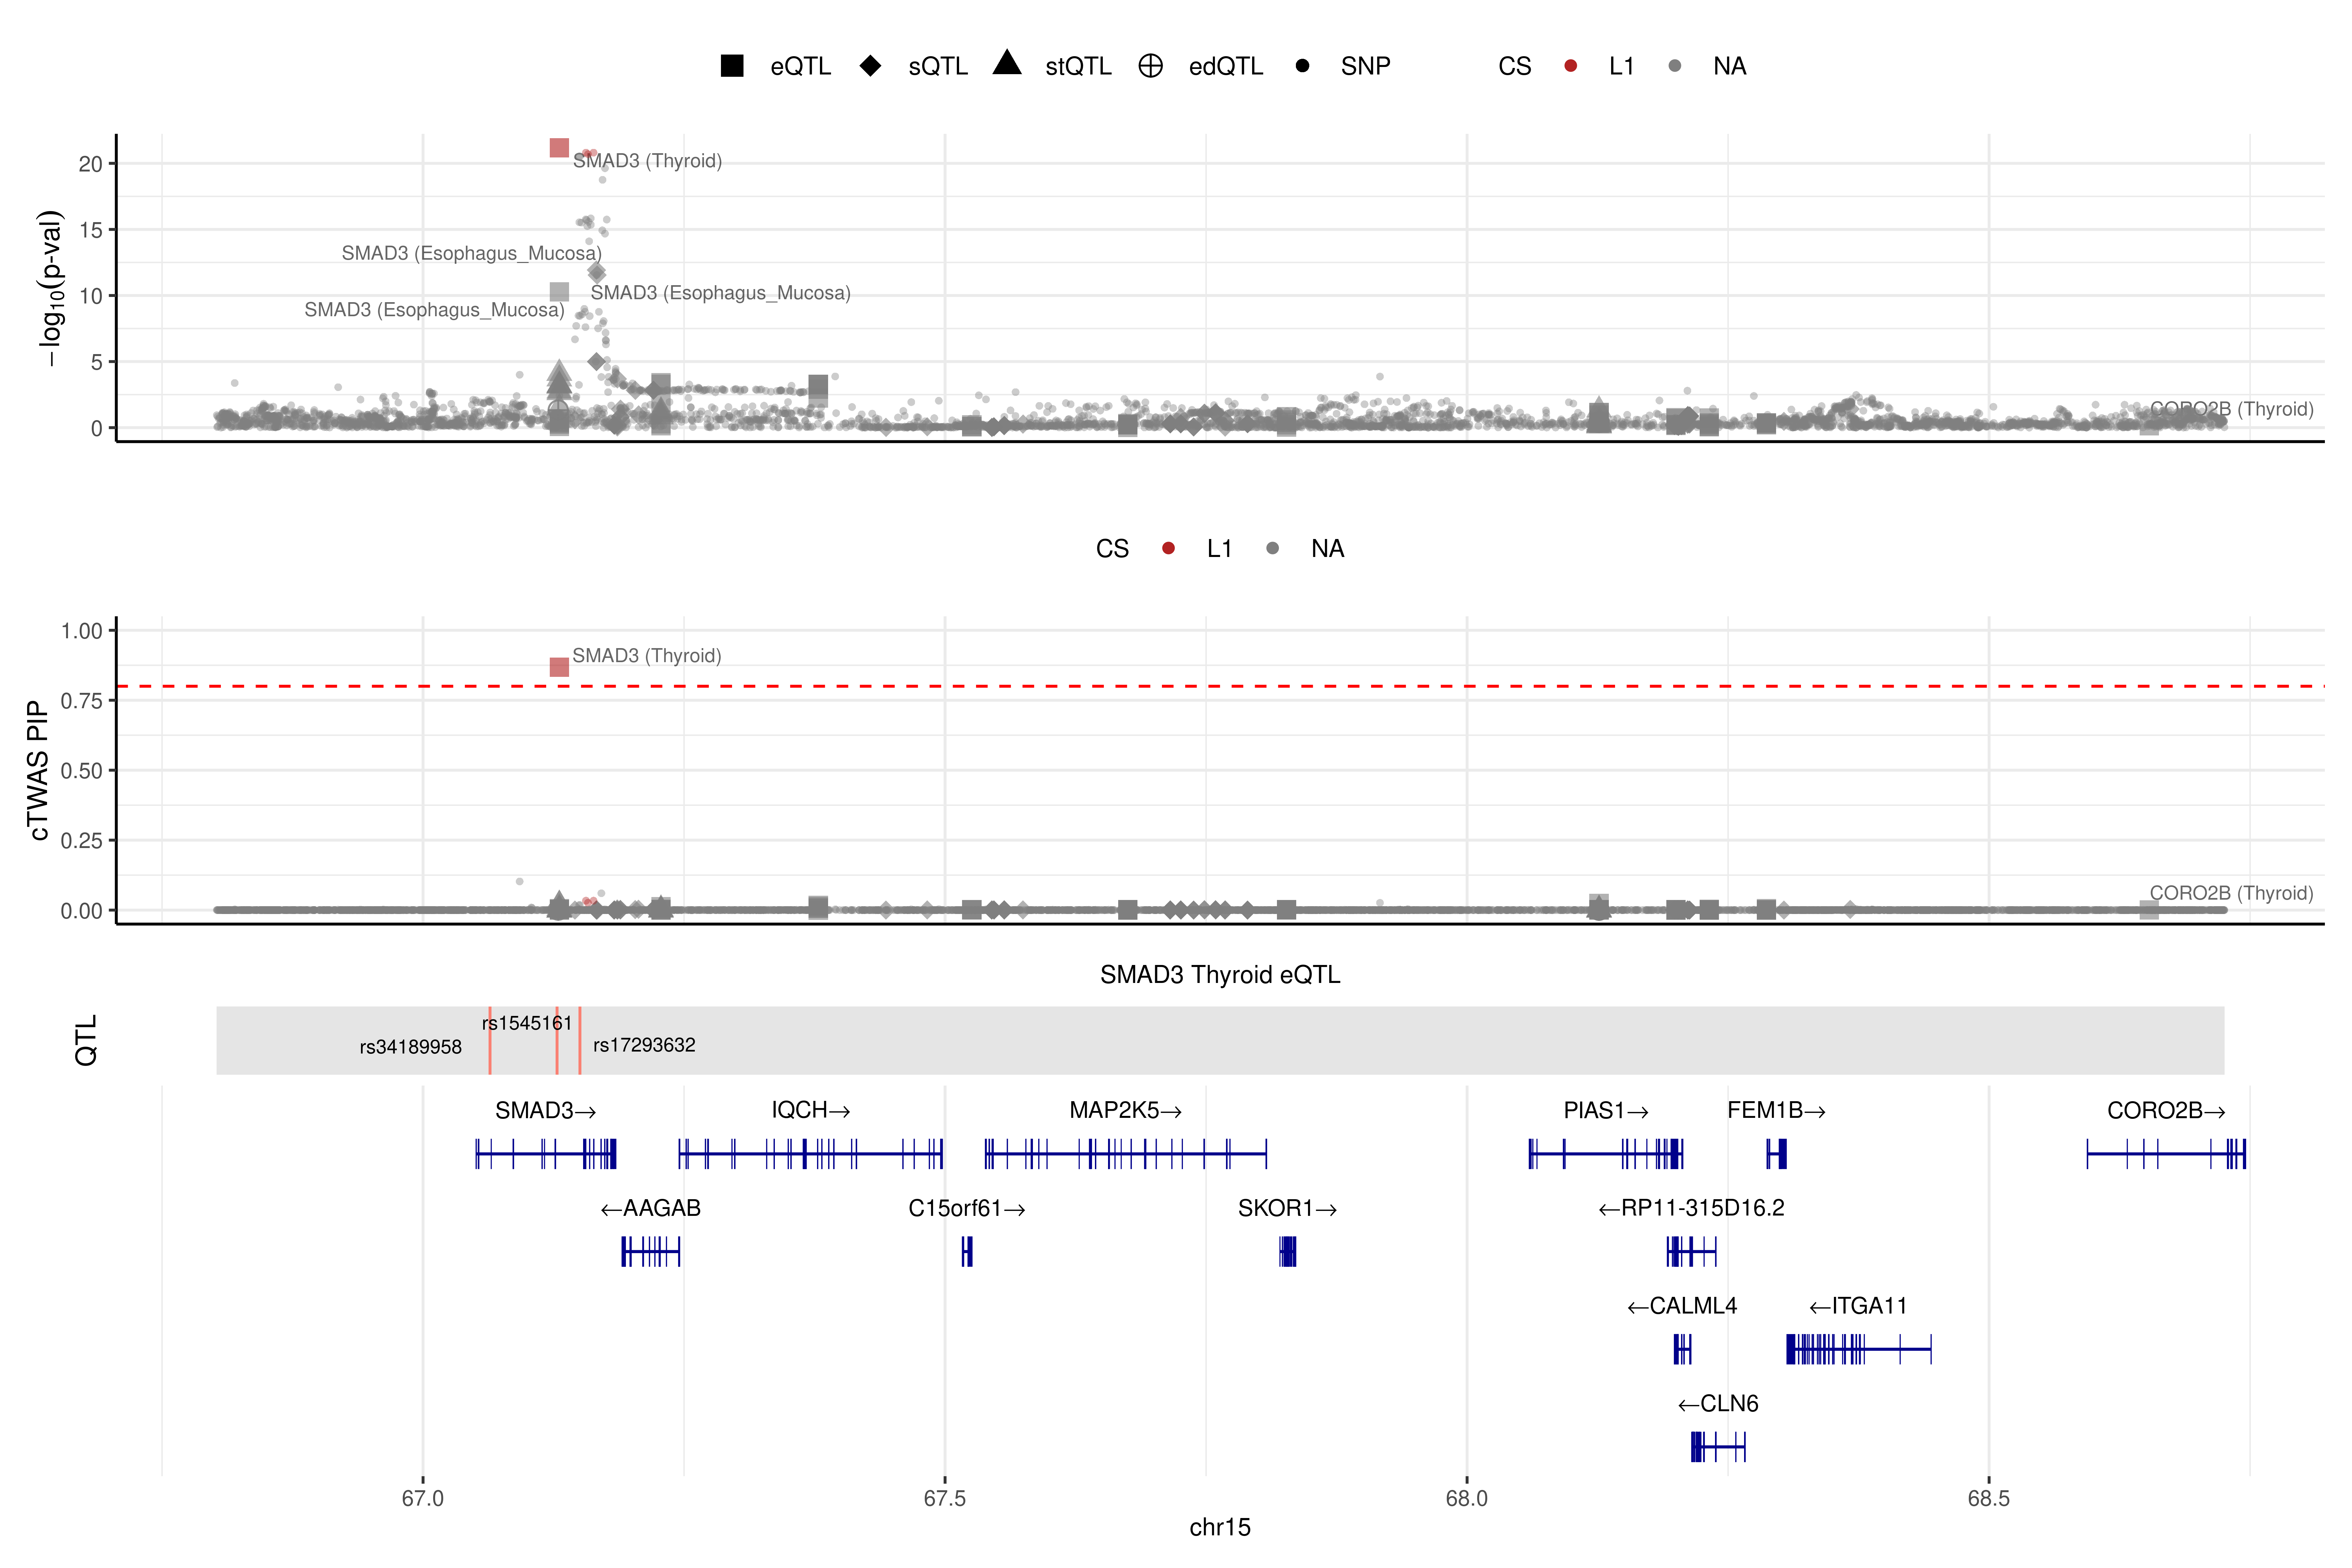 eQTL sQTL stQTL edQTL SNP CS L1 NA
−log10(p-val)
20
15
10
5
0
SMAD3 (Thyroid)
SMAD3 (Esophagus_Mucosa)
SMAD3 (Esophagus_Mucosa)
SMAD3 (Esophagus_Mucosa)
CORO2B (Thyroid)
CS L1 NA
cTWAS PIP
1.00
0.75
0.50
0.25
0.00
SMAD3 (Thyroid)
CORO2B (Thyroid)
SMAD3 Thyroid eQTL
QTL
rs1545161
rs34189958
rs17293632
SMAD3→ IQCH→ MAP2K5→ PIAS1→ FEM1B→ CORO2B→
←AAGAB C15orf61→ SKOR1→ ←RP11-315D16.2
←CALML4 ←ITGA11
←CLN6
67.0 67.5 68.0 68.5
chr15